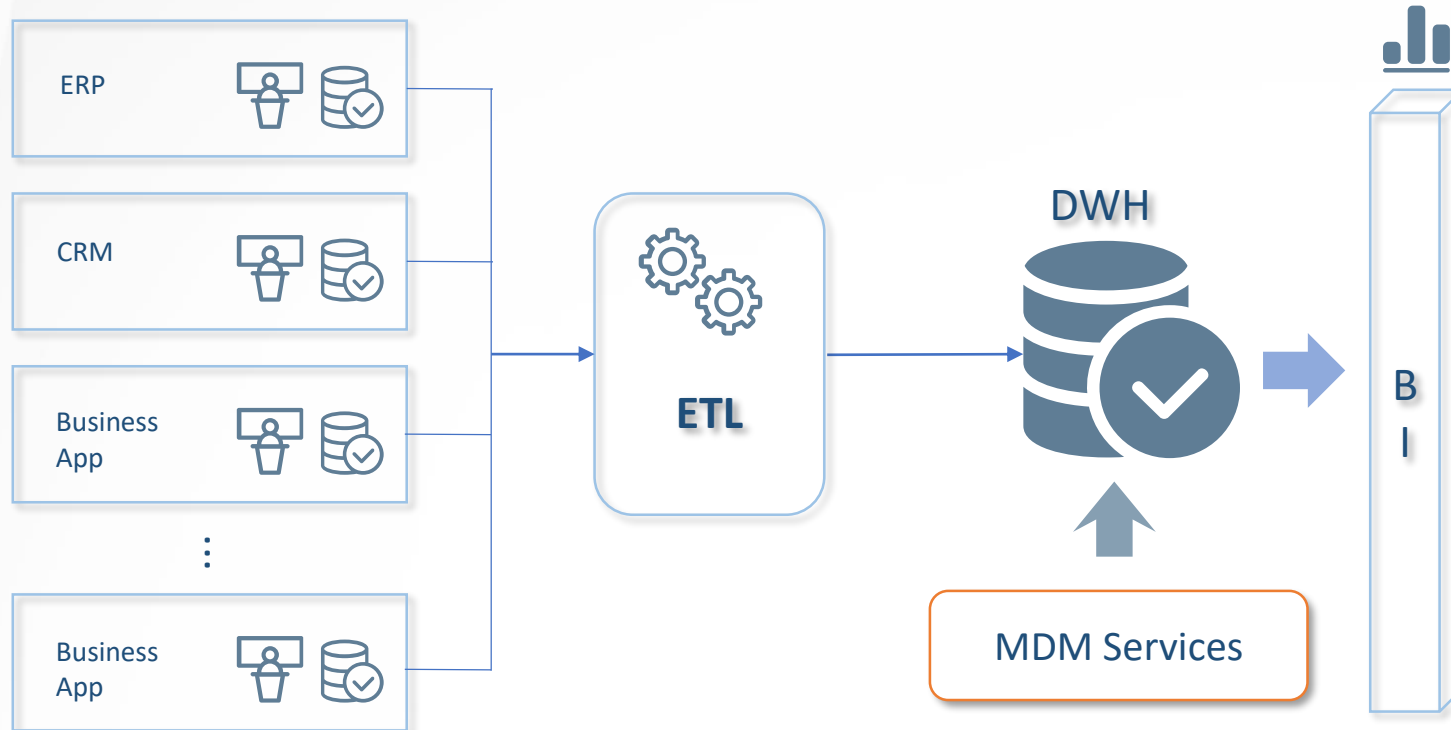 ERP
CRM
Business
App
⋮
Business
App
ETL
DWH
MDM Services
B
I